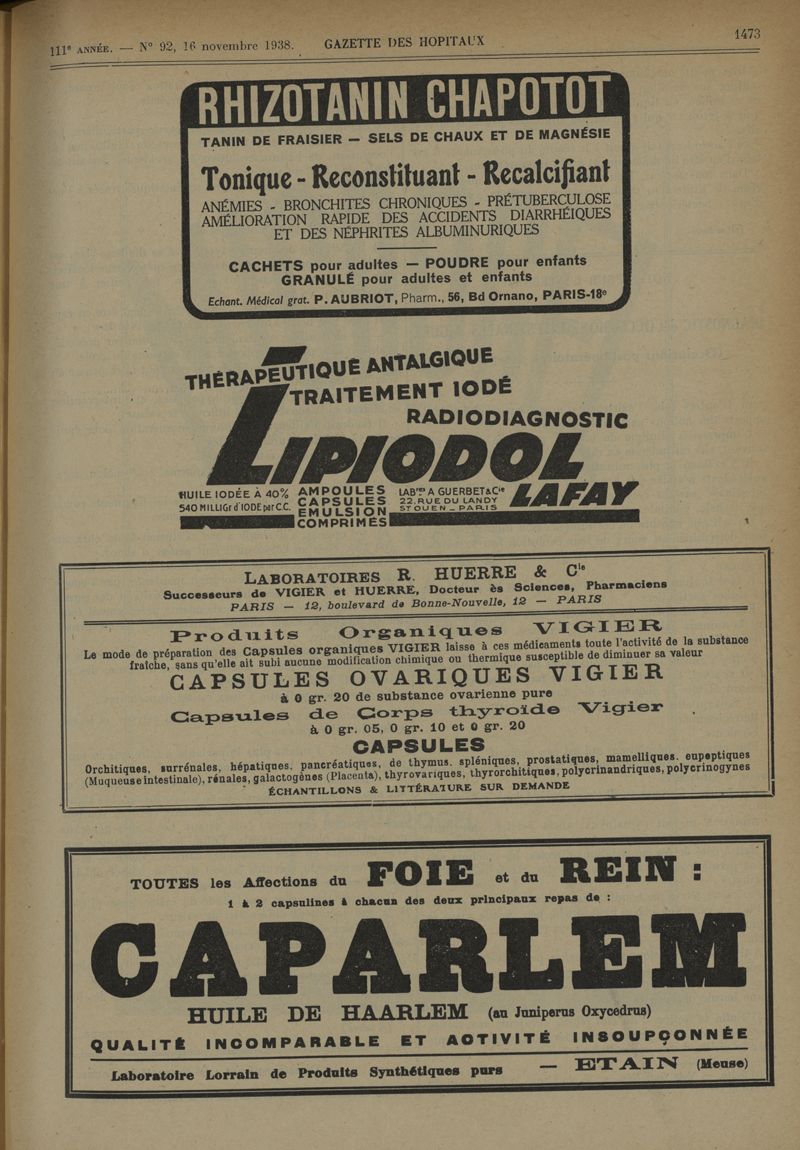 111e ANNÉE. — N° 92, 16 novembre 1938. GAZETTE DES HOPITAUX 1473
RHIZOTANIN CHAPOTOT
TANIN DE FRAISIER — SELS DE CHAUX ET DE MAGNÉSIE
Tonique - Reconstituant - Recalcifiant
ANÉMIES - BRONCHITES CHRONIQUES - PRÉTUBERCULOSE
AMÉLIORATION RAPIDE DES ACCIDENTS DIARRHÉIQUES
ET DES NÉPHRITES ALBUMINURIQUES
CACHETS pour adultes — POUDRE pour enfants
GRANULÉ pour adultes et enfants
Echant. Médical grat. P. AUBRIOT, Pharm., 56, Bd Ornano, PARIS-18e
THÉRAPEUTIQUE ANTALGIQUE
TRAITEMENT IODÉ
RADIODIAGNOSTIC
LIPIODOL
LAFAY
HUILE IODÉE À 40%
540 MILLIGr d'IODE par C.C.
AMPOULES
CAPSULES
EMULSION
COMPRIMÉS
LABres A GUERBET & Cie
22. RUE DU LANDY
ST OUEN - PARIS
LABORATOIRES R. HUERRE & Cie
Successeurs de VIGIER et HUERRE, Docteur ès Sciences, Pharmaciens
PARIS — 12, boulevard de Bonne-Nouvelle, 12 — PARIS
Produits Organiques VIGIER
Le mode de préparation des Capsules organiques VIGIER laisse à ces médicaments toute l'activité de la substance
fraîche, sans qu'elle ait subi aucune modification chimique ou thermique susceptible de diminuer sa valeur
CAPSULES OVARIQUES VIGIER
à 0 gr. 20 de substance ovarienne pure
Capsules de Corps thyroïde Vigier
à 0 gr. 05, 0 gr. 10 et 0 gr. 20
CAPSULES
Orchitiques, surrénales, hépatiques, pancréatiques, de thymus, spléniques, prostatiques, mamelliques, eupeptiques
(Muqueuse intestinale), rénales, galactogènes (Placenta), thyrovariques, thyrorchitiques, polycrinandriques, polycrinogynes
ÉCHANTILLONS & LITTÉRATURE SUR DEMANDE
TOUTES les Affections du FOIE et du REIN :
1 à 2 capsulines à chacun des deux principaux repas de :
CAPARLEM
HUILE DE HAARLEM (au Juniperus Oxycedrus)
QUALITÉ INCOMPARABLE ET ACTIVITÉ INSOUPÇONNÉE
Laboratoire Lorrain de Produits Synthétiques purs — ETAIN (Meuse)